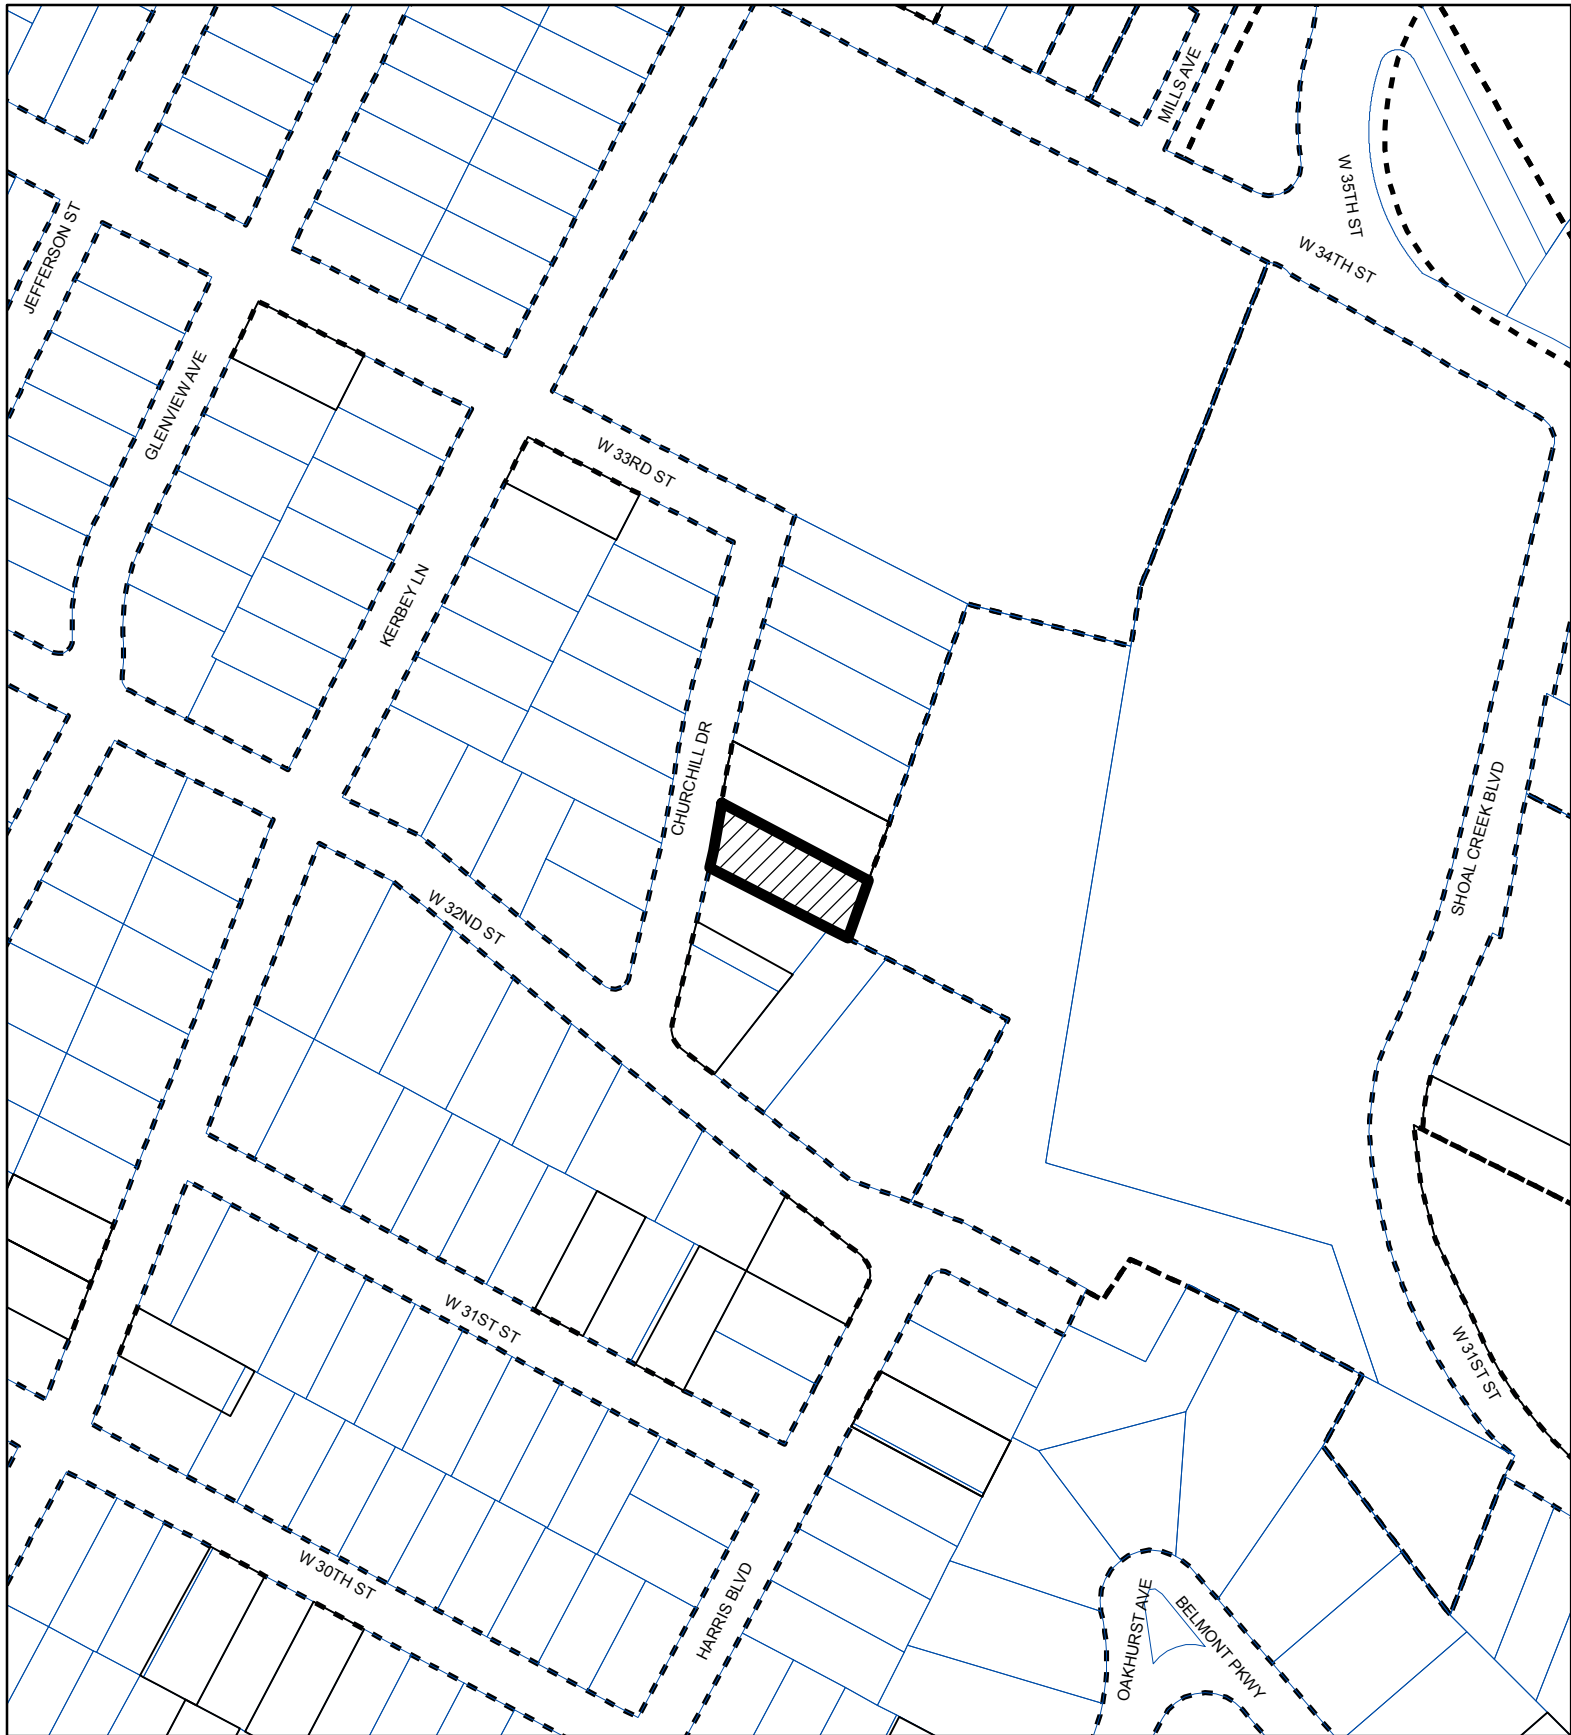 MILLS AVE
W 35TH ST
W 34TH ST
JEFFERSON ST
GLENVIEW AVE
W 33RD ST
KERBEY LN
CHURCHILL DR
SHOAL CREEK BLVD
W 32ND ST
W 31ST ST
W 31ST ST
W 30TH ST
HARRIS BLVD
OAKHURST AVE
BELMONT PKWY